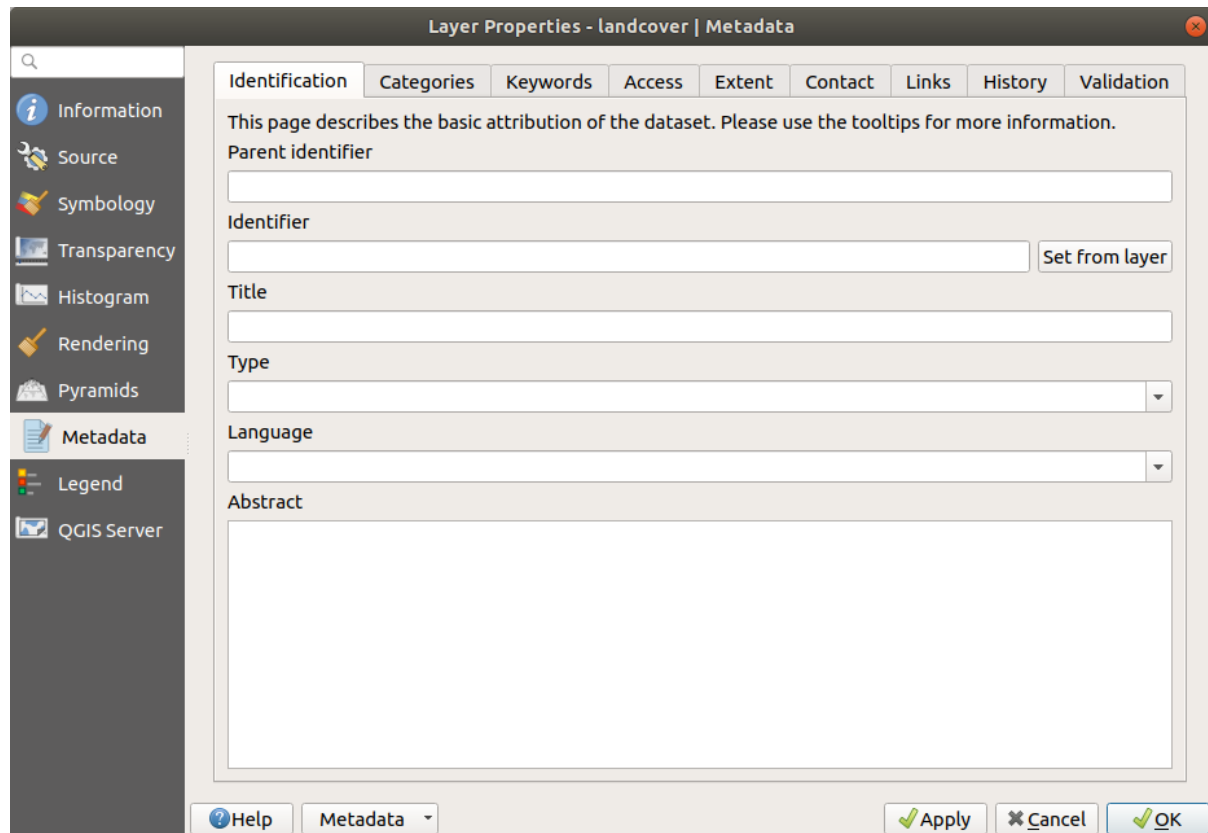 Layer Properties - landcover | Metadata
Information
Source
Symbology
Transparency
Histogram
Rendering
Pyramids
Metadata
Legend
QGIS Server
Identification Categories Keywords Access Extent Contact Links History Validation
This page describes the basic attribution of the dataset. Please use the tooltips for more information.
Parent identifier
Identifier
Set from layer
Title
Type
Language
Abstract
Help Metadata Apply Cancel OK